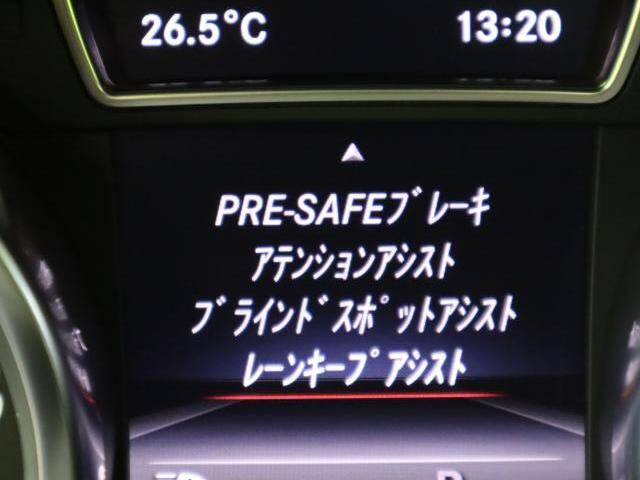 26.5°C 13:20
PRE-SAFEﾌﾞﾚｰｷ
ｱﾃﾝｼｮﾝｱｼｽﾄ
ﾌﾞﾗｲﾝﾄﾞｽﾎﾟｯﾄｱｼｽﾄ
ﾚｰﾝｷｰﾌﾟｱｼｽﾄ